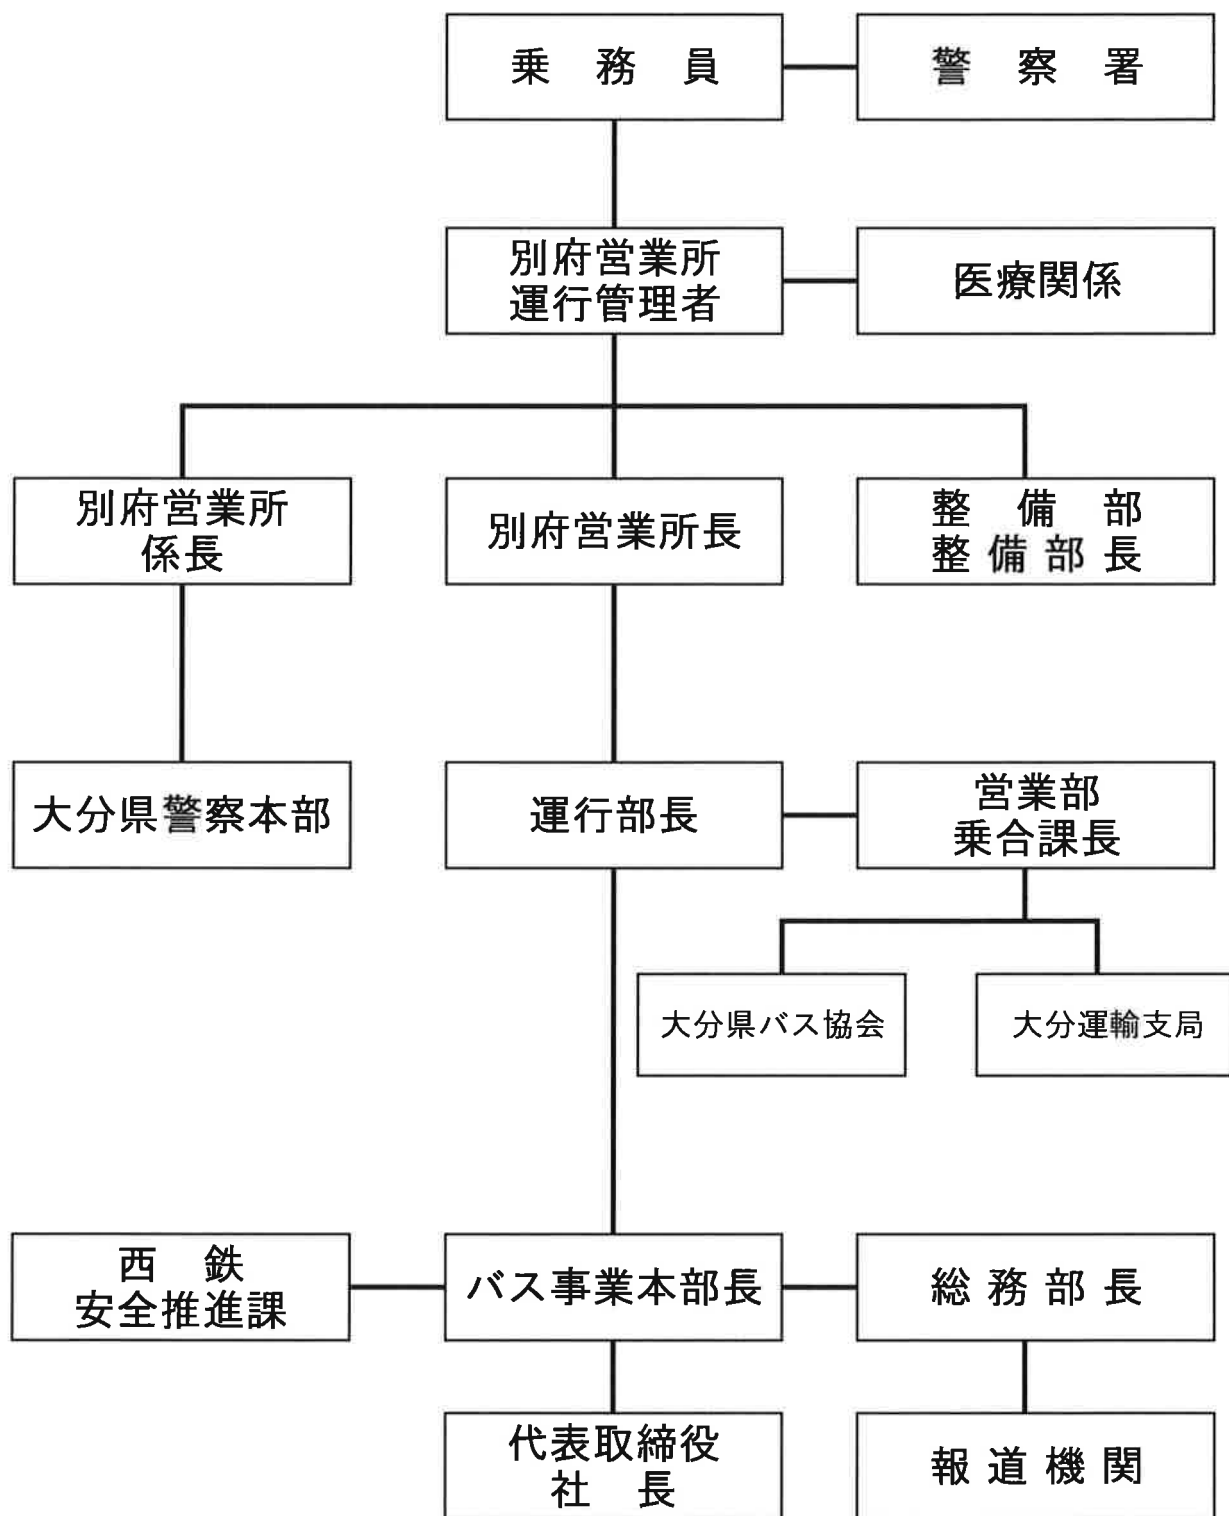 乗　務　員
警　察　署
別府営業所
運行管理者
医療関係
別府営業所
係長
別府営業所長
整　備　部
整 備 部 長
大分県警察本部
運行部長
営業部
乗合課長
大分県バス協会
大分運輸支局
西　鉄
安全推進課
バス事業本部長
総 務 部 長
代表取締役
社　長
報 道 機 関